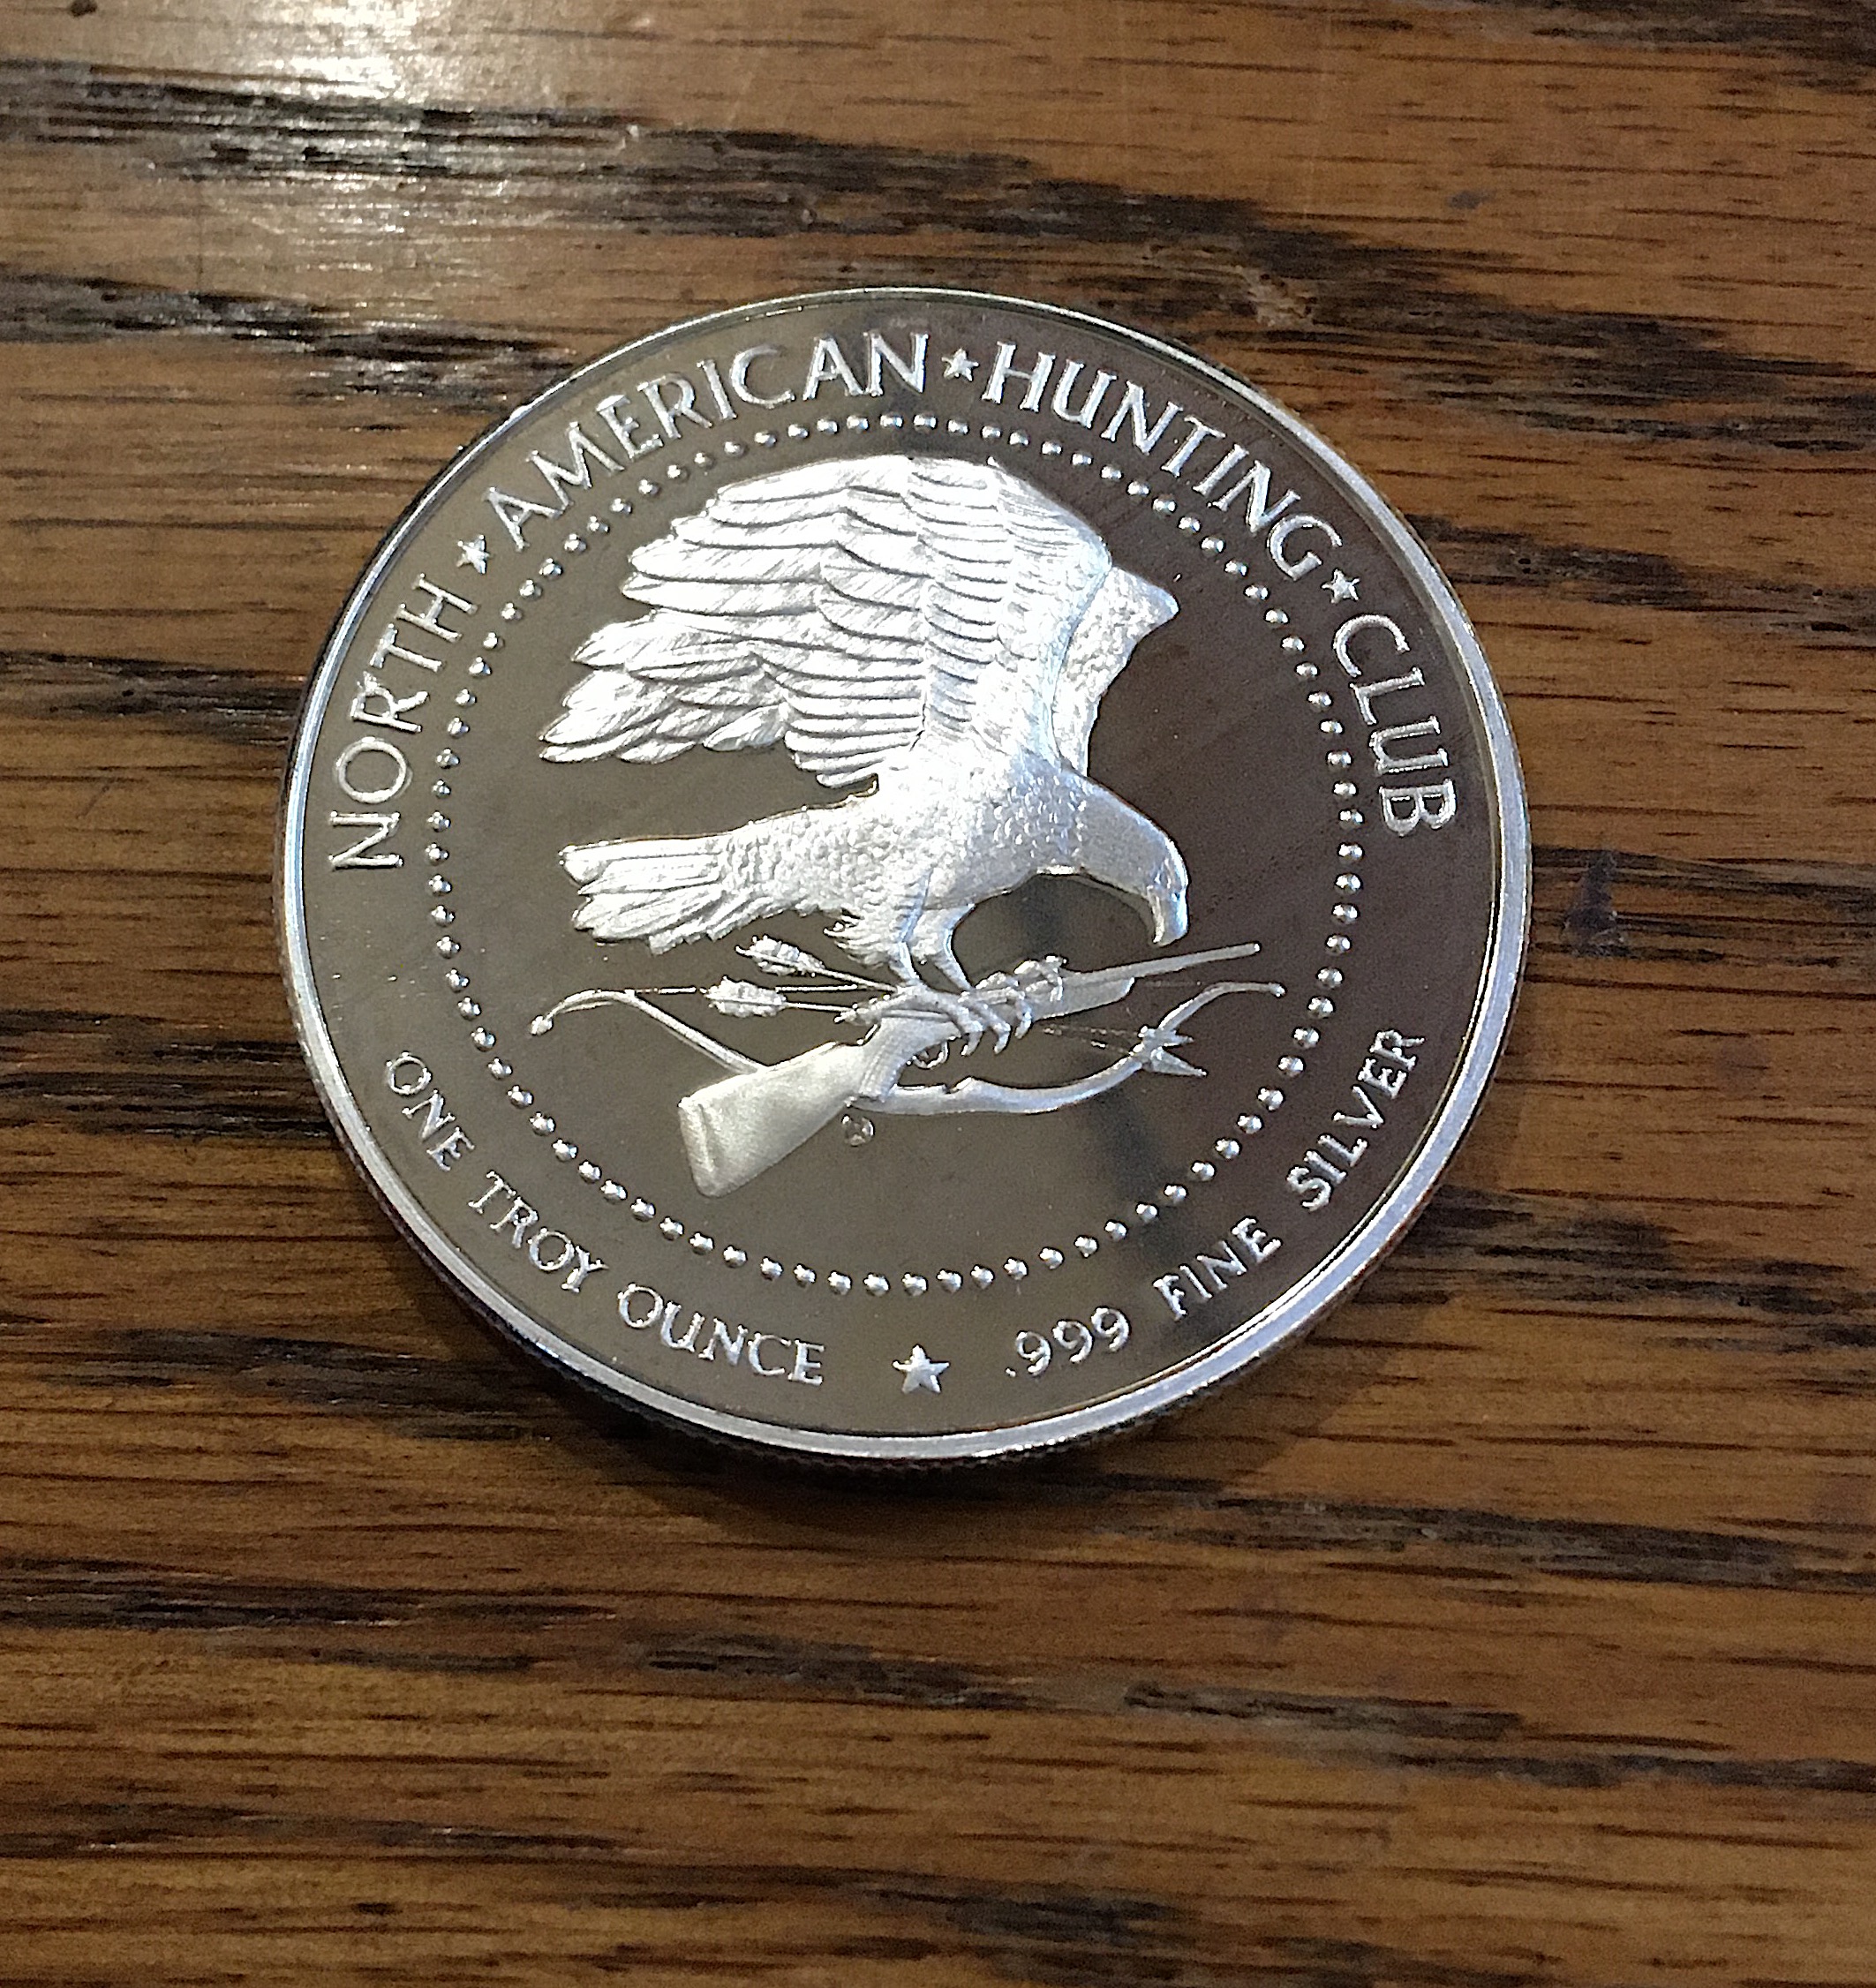 NORTH ★ AMERICAN ★ HUNTING ★ CLUB
ONE TROY OUNCE ★ .999 FINE SILVER